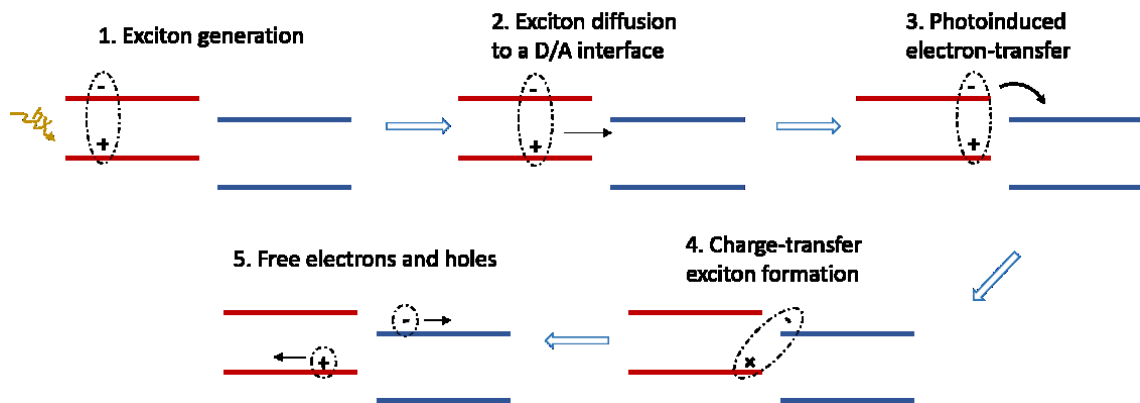 1. Exciton generation
2. Exciton diffusion
to a D/A interface
3. Photoinduced
electron-transfer
hν
-
+
-
+
-
+
4. Charge-transfer
exciton formation
5. Free electrons and holes
-
+
-
+